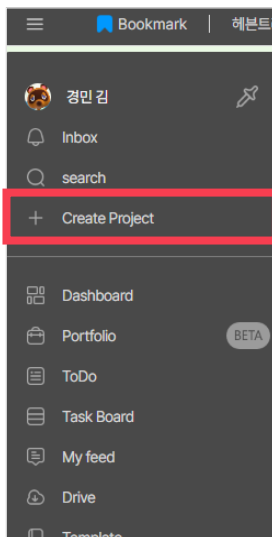 Bookmark | 헤븐트
경민 김
Inbox
search
Create Project
Dashboard
Portfolio BETA
ToDo
Task Board
My feed
Drive
Template